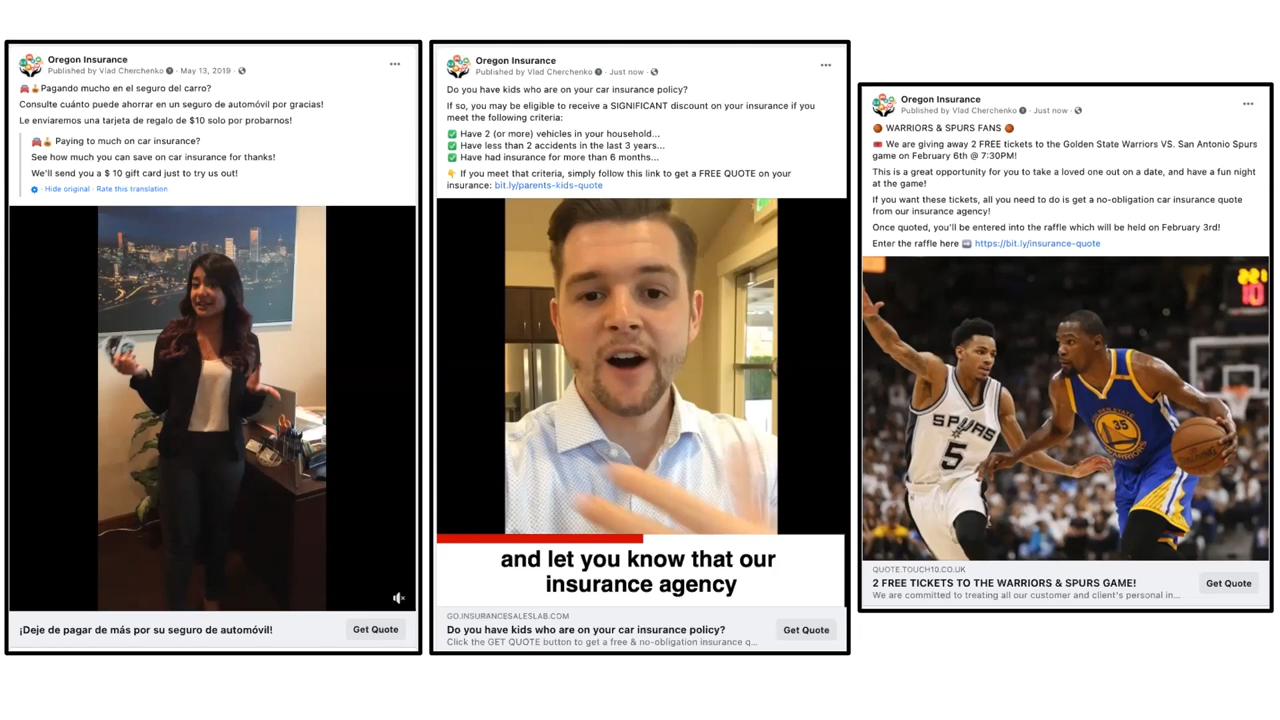 Oregon Insurance
Published by Vlad Cherchenko · May 13, 2019 ·
🚘💰Pagando mucho en el seguro del carro?
Consulte cuánto puede ahorrar en un seguro de automóvil por gracias!
Le enviaremos una tarjeta de regalo de $10 solo por probarnos!
Paying to much on car insurance?
See how much you can save on car insurance for thanks!
We'll send you a $ 10 gift card just to try us out!
· Hide original · Rate this translation
¡Deje de pagar de más por su seguro de automóvil!
Get Quote
Oregon Insurance
Published by Vlad Cherchenko · Just now ·
Do you have kids who are on your car insurance policy?
If so, you may be eligible to receive a SIGNIFICANT discount on your insurance if you
meet the following criteria:
✅ Have 2 (or more) vehicles in your household...
✅ Have less than 2 accidents in the last 3 years...
✅ Have had insurance for more than 6 months...
👇 If you meet that criteria, simply follow this link to get a FREE QUOTE on your
insurance: bit.ly/parents-kids-quote
and let you know that our
insurance agency
GO.INSURANCESALESLAB.COM
Do you have kids who are on your car insurance policy?
Click the GET QUOTE button to get a free & no-obligation insurance q...
Get Quote
Oregon Insurance
Published by Vlad Cherchenko · Just now ·
🏀 WARRIORS & SPURS FANS 🏀
🎟️ We are giving away 2 FREE tickets to the Golden State Warriors VS. San Antonio Spurs
game on February 6th @ 7:30PM!
This is a great opportunity for you to take a loved one out on a date, and have a fun night
at the game!
If you want these tickets, all you need to do is get a no-obligation car insurance quote
from our insurance agency!
Once quoted, you'll be entered into the raffle which will be held on February 3rd!
Enter the raffle here ➡️ https://bit.ly/insurance-quote
SPURS
5
GOLDEN STATE
35
WARRIORS
SPALDING
10
QUOTE.TOUCH10.CO.UK
2 FREE TICKETS TO THE WARRIORS & SPURS GAME!
We are committed to treating all our customer and client's personal in...
Get Quote